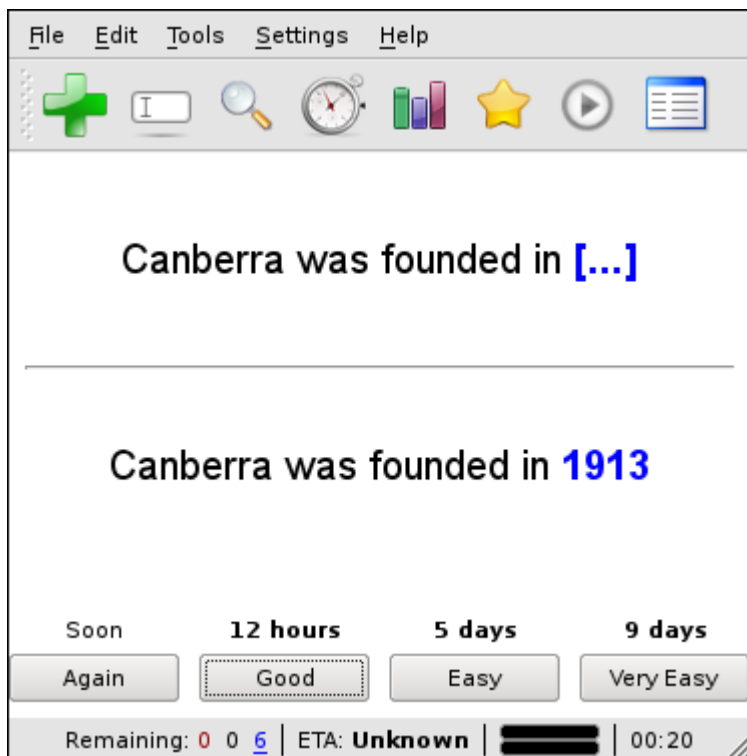 File Edit Tools Settings Help
Canberra was founded in [...]
Canberra was founded in 1913
Soon 12 hours 5 days 9 days
Again Good Easy Very Easy
Remaining: 0 0 6 ETA: Unknown 00:20